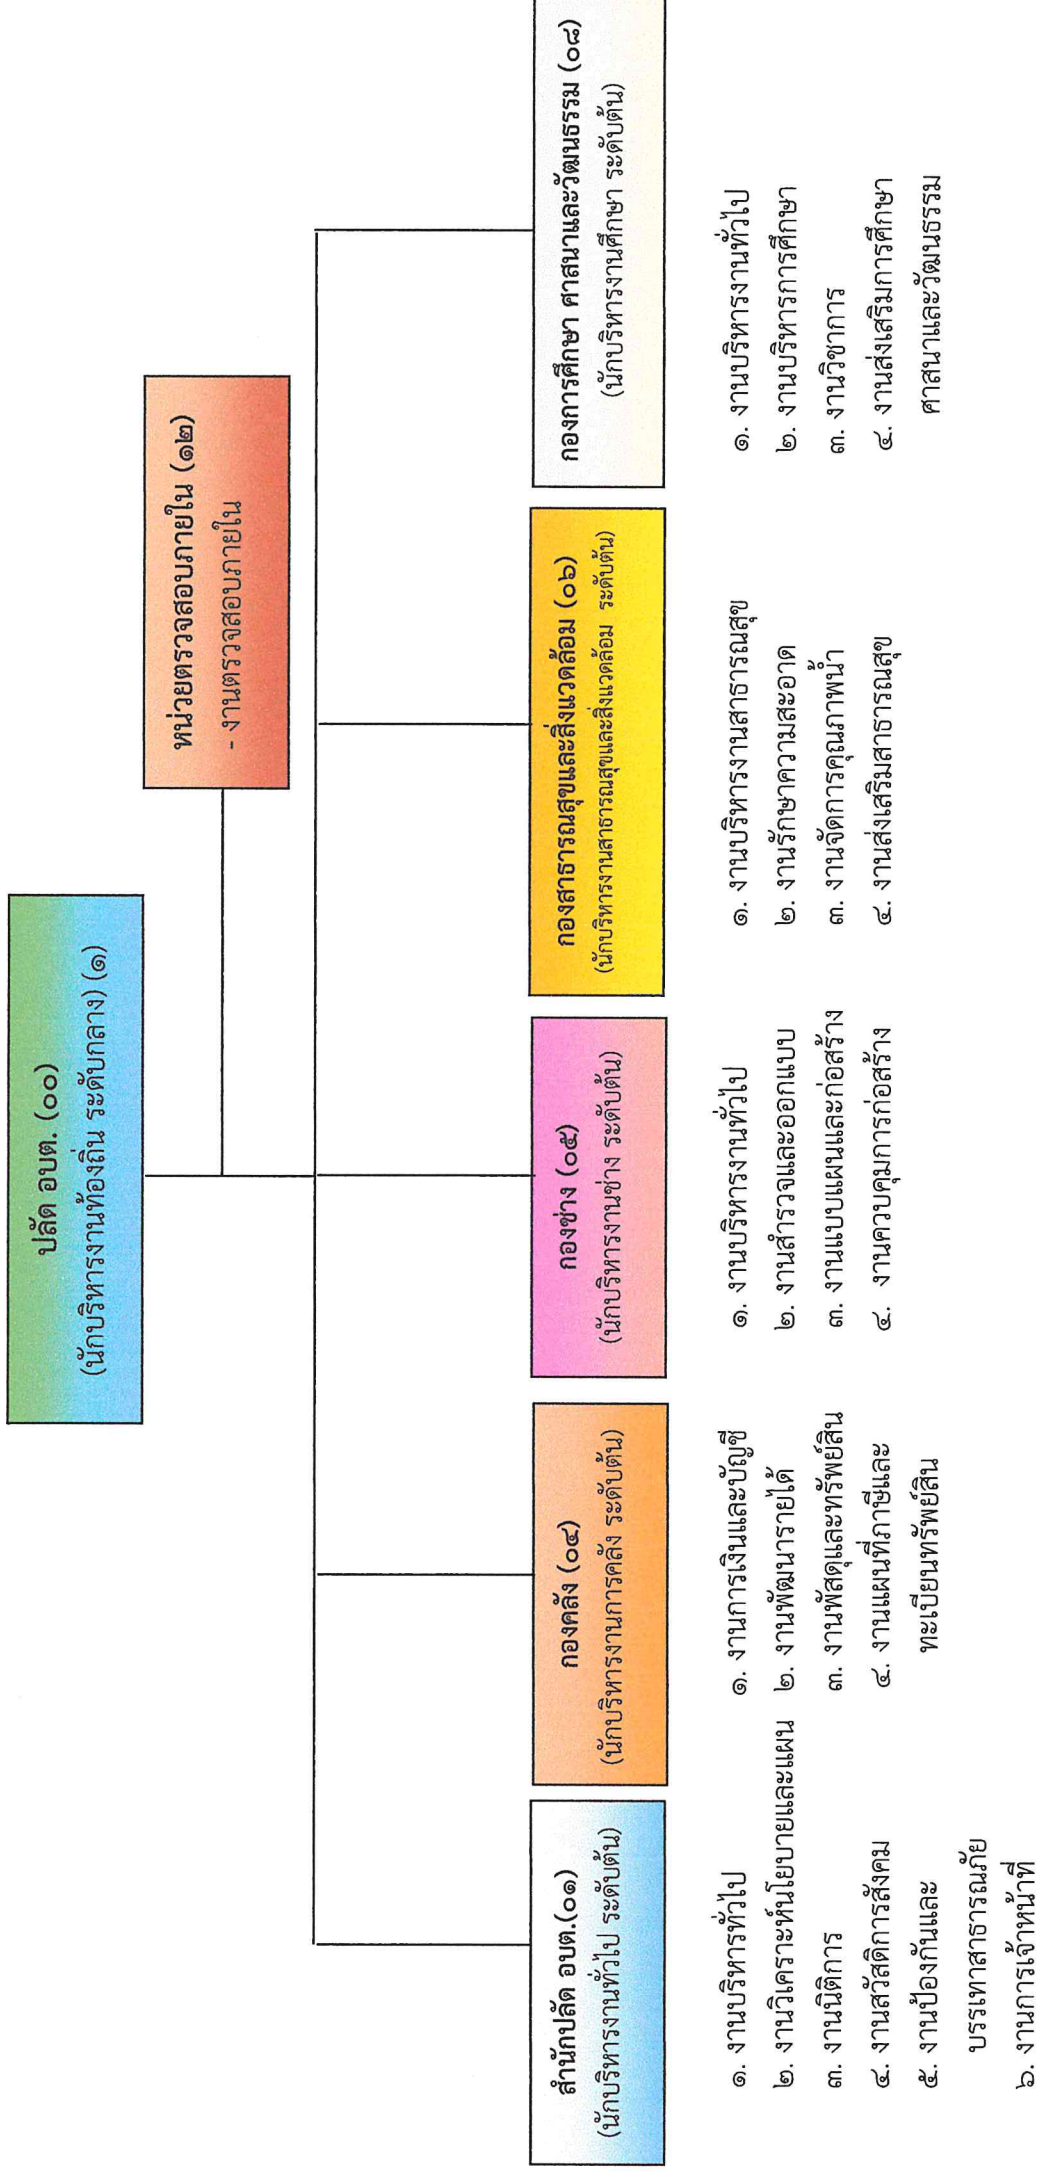 ปลัด อบต. (๐๐)
(นักบริหารงานท้องถิ่น ระดับกลาง) (๑)
หน่วยตรวจสอบภายใน (๑๒)
- งานตรวจสอบภายใน
สำนักปลัด อบต.(๐๑)
(นักบริหารงานทั่วไป ระดับต้น)
๑. งานบริหารทั่วไป
๒. งานวิเคราะห์นโยบายและแผน
๓. งานนิติการ
๔. งานสวัสดิการสังคม
๕. งานป้องกันและ
บรรเทาสาธารณภัย
๖. งานการเจ้าหน้าที่
กองคลัง (๐๔)
(นักบริหารงานการคลัง ระดับต้น)
๑. งานการเงินและบัญชี
๒. งานพัฒนารายได้
๓. งานพัสดุและทรัพย์สิน
๔. งานแผนที่ภาษีและ
ทะเบียนทรัพย์สิน
กองช่าง (๐๕)
(นักบริหารงานช่าง ระดับต้น)
๑. งานบริหารงานทั่วไป
๒. งานสำรวจและออกแบบ
๓. งานแบบแผนและก่อสร้าง
๔. งานควบคุมการก่อสร้าง
กองสาธารณสุขและสิ่งแวดล้อม (๐๖)
(นักบริหารงานสาธารณสุขและสิ่งแวดล้อม ระดับต้น)
๑. งานบริหารงานสาธารณสุข
๒. งานรักษาความสะอาด
๓. งานจัดการคุณภาพน้ำ
๔. งานส่งเสริมสาธารณสุข
กองการศึกษา ศาสนาและวัฒนธรรม (๐๘)
(นักบริหารงานศึกษา ระดับต้น)
๑. งานบริหารงานทั่วไป
๒. งานบริหารการศึกษา
๓. งานวิชาการ
๔. งานส่งเสริมการศึกษา
ศาสนาและวัฒนธรรม